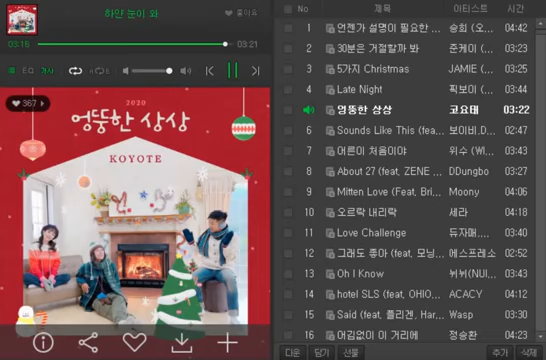 하얀 눈이 와
좋아요
03:16
03:21
EQ 가사
367
2020
엉뚱한 상상
KOYOTE
No 제목 아티스트 시간
1 언젠가 설명이 필요한 ... 승희 (오... 04:42
2 30분은 거절할까 봐 준케이 (... 03:23
3 5가지 Christmas JAMIE (... 03:25
4 Late Night 픽보이 (... 03:44
엉뚱한 상상 코요태 03:22
6 Sounds Like This (fea... 보이비,D... 02:47
7 어른이 처음이야 위수 (WI... 03:43
8 About 27 (feat, ZENE ... DDungbo 03:27
9 Mitten Love (Feat, Bri... Moony 04:06
10 오르락 내리락 세라 04:18
11 Love Challenge 듀자매.... 03:40
12 그래도 좋아 (feat, 모닝... 에스프레소 02:52
13 Oh I Know 뉘뉘(NUI... 03:43
14 hotel SLS (feat, OHIO... ACACY 04:12
15 Said (feat, 플리겐, Har... Wasp 03:30
16 어김없이 이 거리에 정승환 04:23
다운 담기 선물 추가 삭제